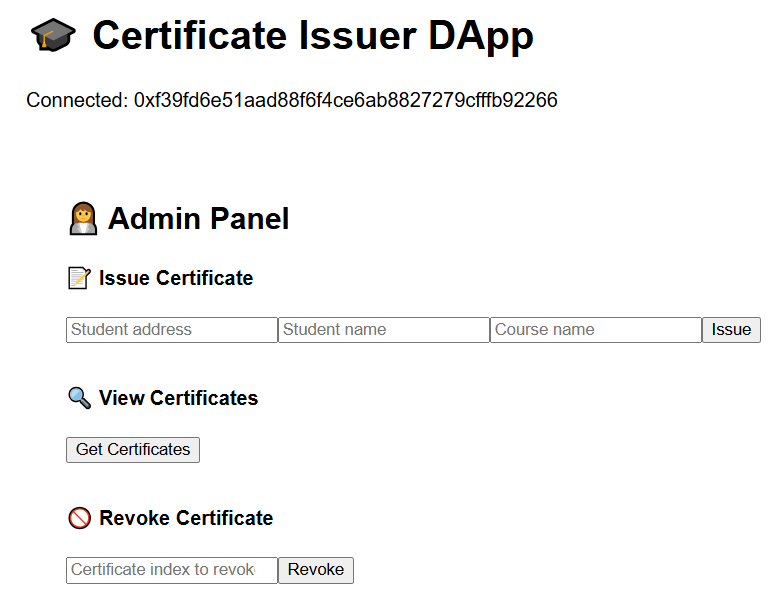 Certificate Issuer DApp
Connected: 0xf39fd6e51aad88f6f4ce6ab8827279cfffb92266
Admin Panel
Issue Certificate
Student address Student name Course name Issue
View Certificates
Get Certificates
Revoke Certificate
Certificate index to revok Revoke